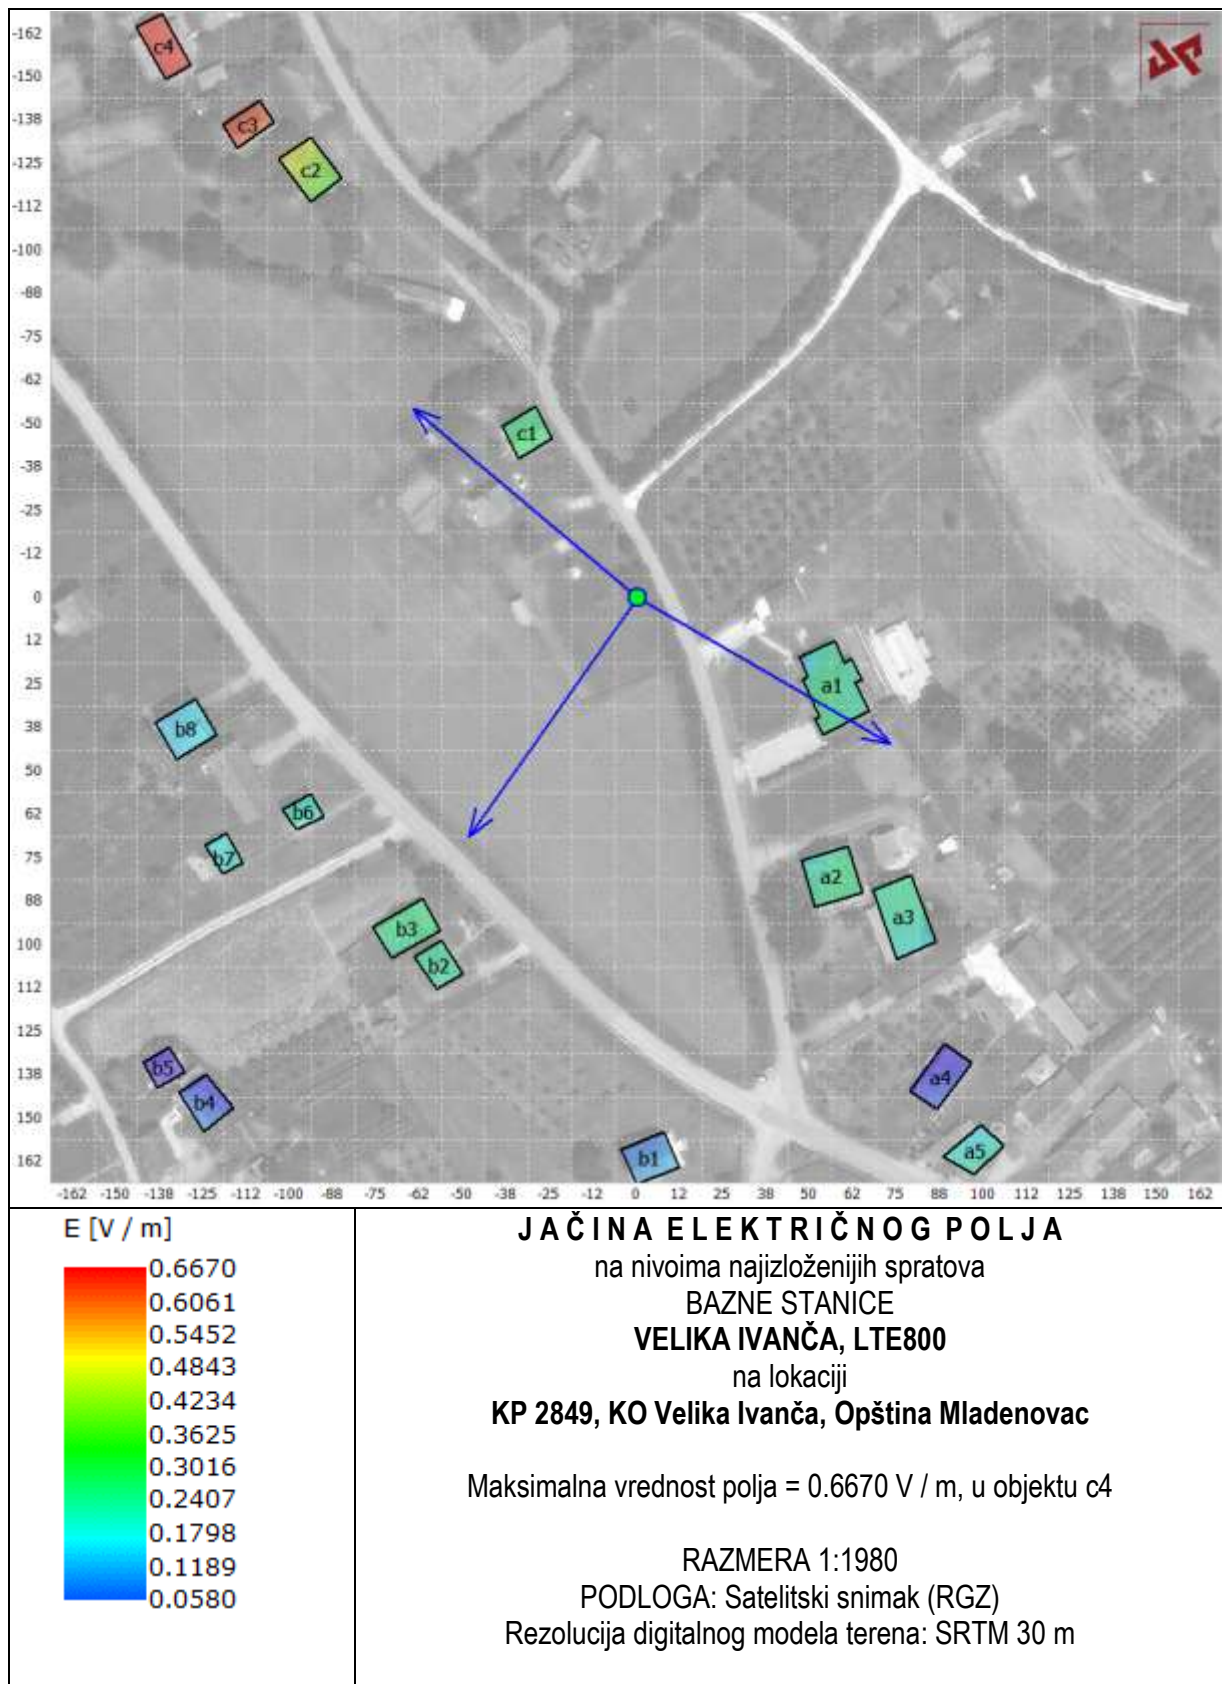 -162
-150
-138
-125
-112
-100
-88
-75
-62
-50
-38
-25
-12
0
12
25
38
50
62
75
88
100
112
125
138
150
162
c4
c3
c2
c1
a1
b8
b6
b7
a2
b3
a3
b2
b5
a4
b4
a5
b1
-162 -150 -138 -125 -112 -100 -88 -75 -62 -50 -38 -25 -12 0 12 25 38 50 62 75 88 100 112 125 138 150 162
E [V / m]
0.6670
0.6061
0.5452
0.4843
0.4234
0.3625
0.3016
0.2407
0.1798
0.1189
0.0580
JAČINA ELEKTRIČNOG POLJA
na nivoima najizloženijih spratova
BAZNE STANICE
VELIKA IVANČA, LTE800
na lokaciji
KP 2849, KO Velika Ivanča, Opština Mladenovac
Maksimalna vrednost polja = 0.6670 V / m, u objektu c4
RAZMERA 1:1980
PODLOGA: Satelitski snimak (RGZ)
Rezolucija digitalnog modela terena: SRTM 30 m